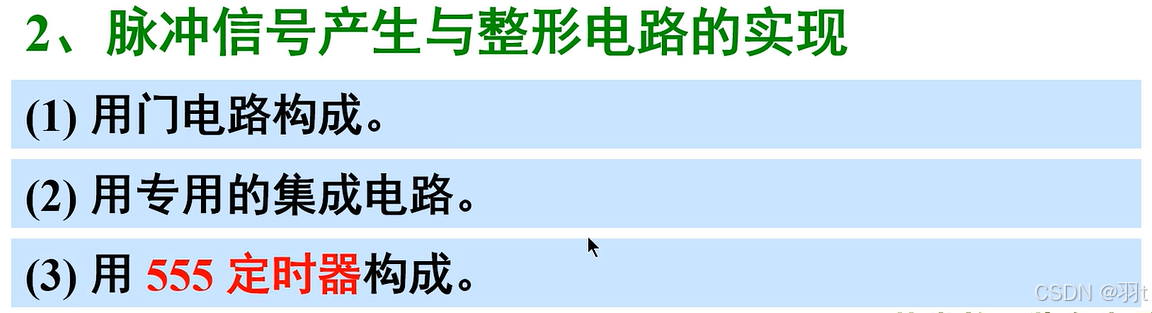 2、脉冲信号产生与整形电路的实现
(1) 用门电路构成。
(2) 用专用的集成电路。
(3) 用 555 定时器构成。
CSDN @羽t